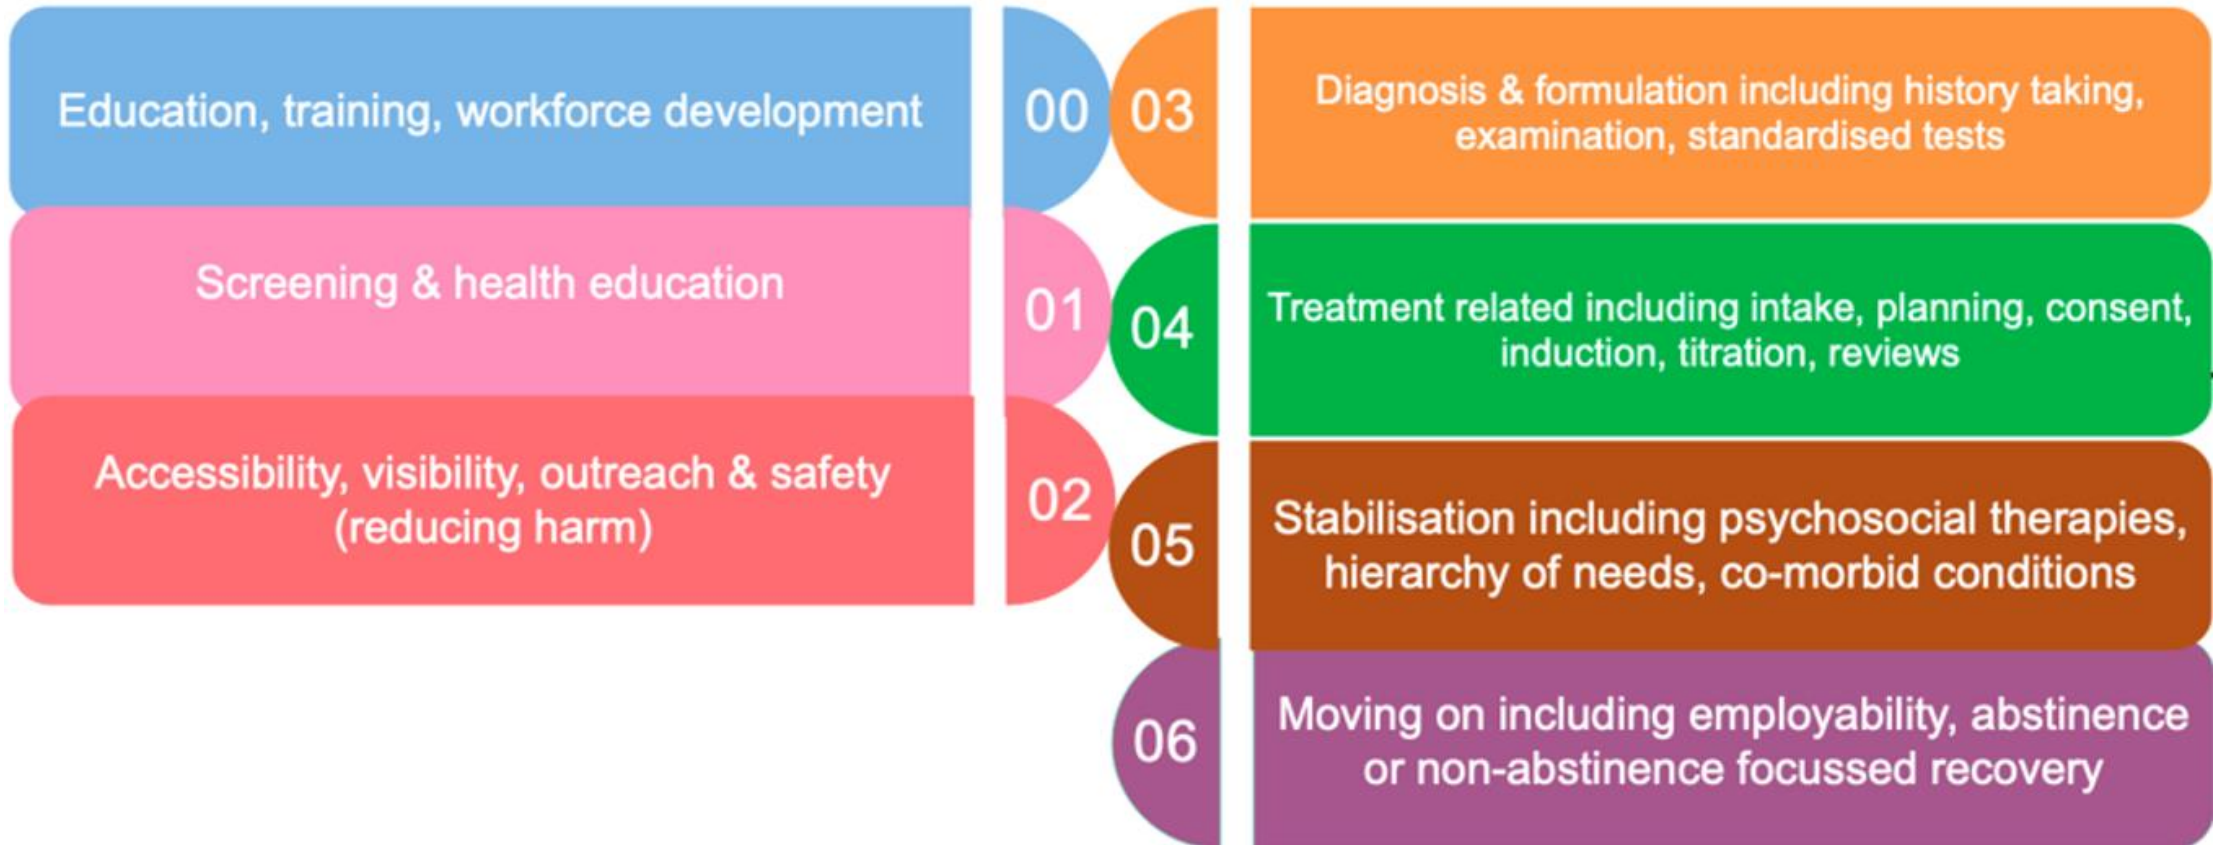 Education, training, workforce development
00
Screening & health education
01
Accessibility, visibility, outreach & safety
(reducing harm)
02
03
Diagnosis & formulation including history taking,
examination, standardised tests
04
Treatment related including intake, planning, consent,
induction, titration, reviews
05
Stabilisation including psychosocial therapies,
hierarchy of needs, co-morbid conditions
06
Moving on including employability, abstinence
or non-abstinence focussed recovery